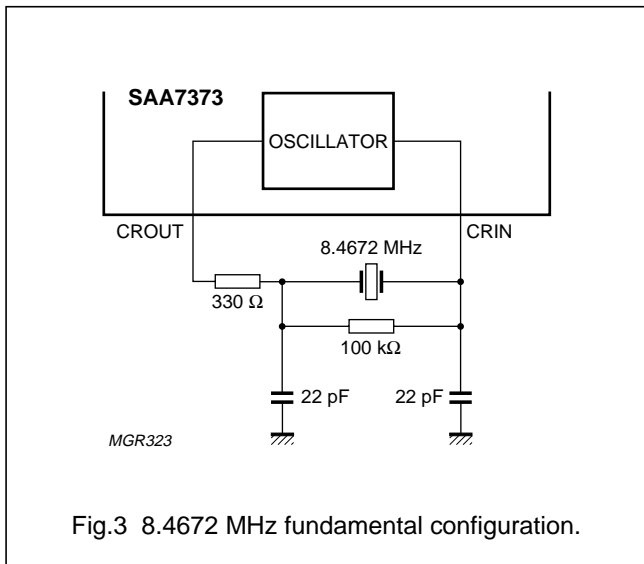 SAA7373
OSCILLATOR
CROUT
CRIN
8.4672 MHz
330 Ω
100 kΩ
22 pF
22 pF
MGR323
Fig.3 8.4672 MHz fundamental configuration.